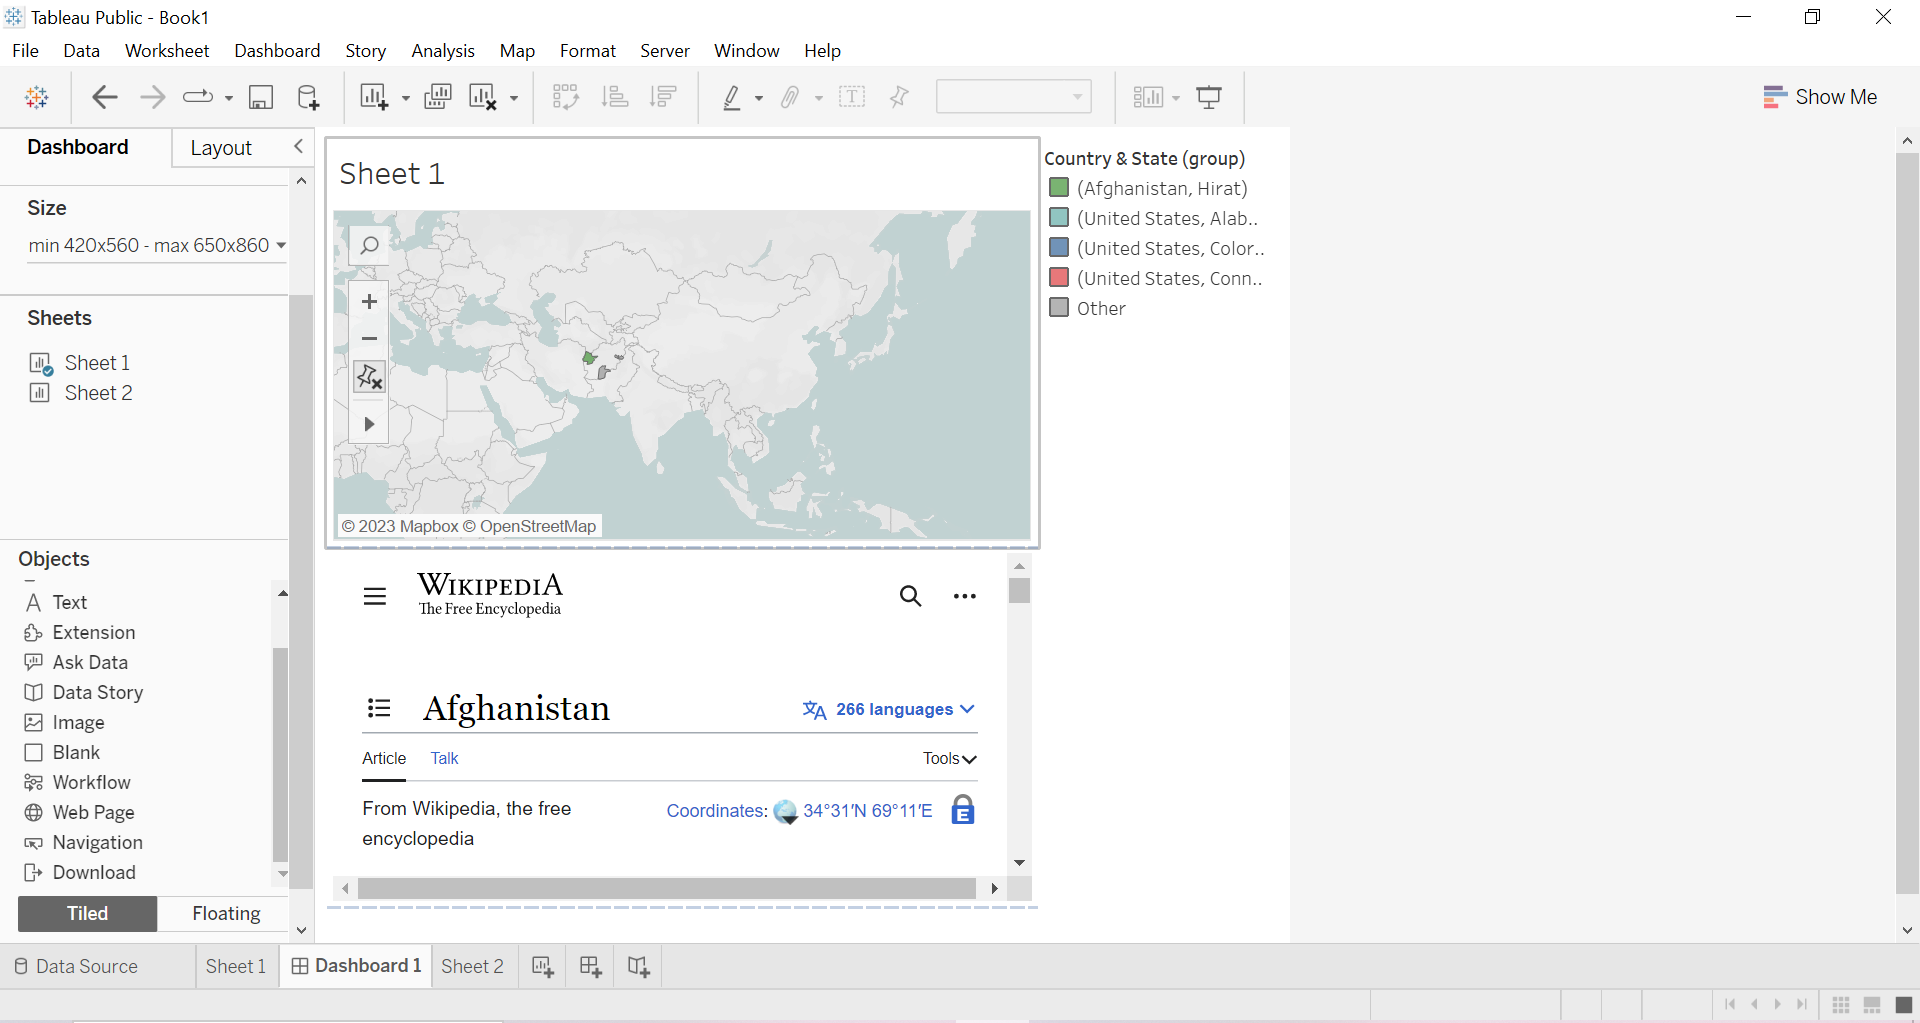 Tableau Public - Book1
File Data Worksheet Dashboard Story Analysis Map Format Server Window Help
Show Me
Dashboard
Layout
Size
min 420x560 - max 650x860
Sheets
Sheet 1
Sheet 2
Objects
Text
Extension
Ask Data
Data Story
Image
Blank
Workflow
Web Page
Navigation
Download
Tiled
Floating
Sheet 1
© 2023 Mapbox © OpenStreetMap
Country & State (group)
(Afghanistan, Hirat)
(United States, Alab..
(United States, Color..
(United States, Conn..
Other
WIKIPEDIA
The Free Encyclopedia
Afghanistan
266 languages
Article Talk
Tools
From Wikipedia, the free
encyclopedia
Coordinates: 34°31′N 69°11′E
E
Data Source
Sheet 1
Dashboard 1
Sheet 2